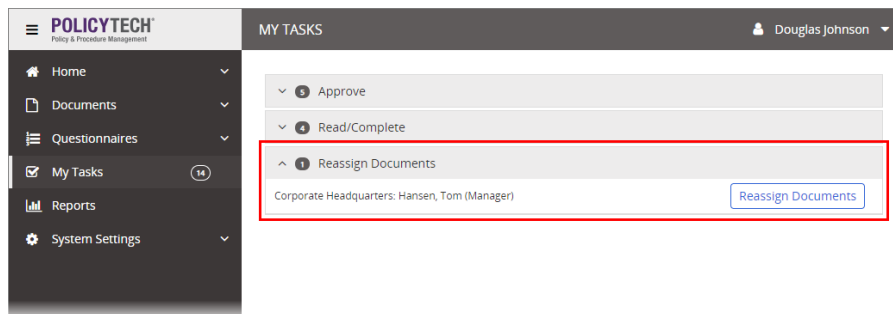 POLICYTECH®
Policy & Procedure Management
MY TASKS
Douglas Johnson
Home
Documents
Questionnaires
My Tasks 14
Reports
System Settings
5 Approve
4 Read/Complete
1 Reassign Documents
Corporate Headquarters: Hansen, Tom (Manager) Reassign Documents